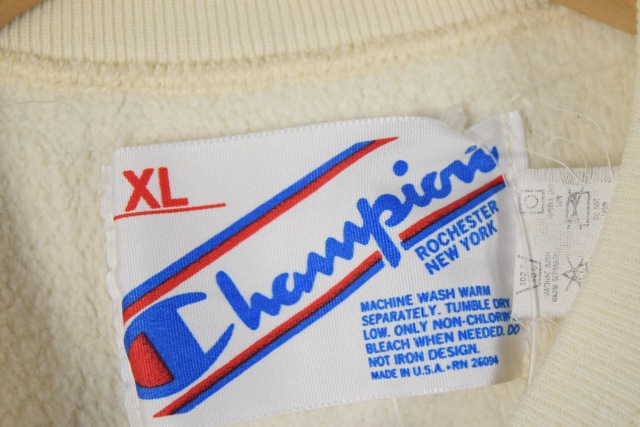 XL
Champion
ROCHESTER
NEW YORK
MACHINE WASH WARM
SEPARATELY. TUMBLE DRY
LOW. ONLY NON-CHLORIN
BLEACH WHEN NEEDED. DO
NOT IRON DESIGN.
MADE IN U.S.A. • RN 26094